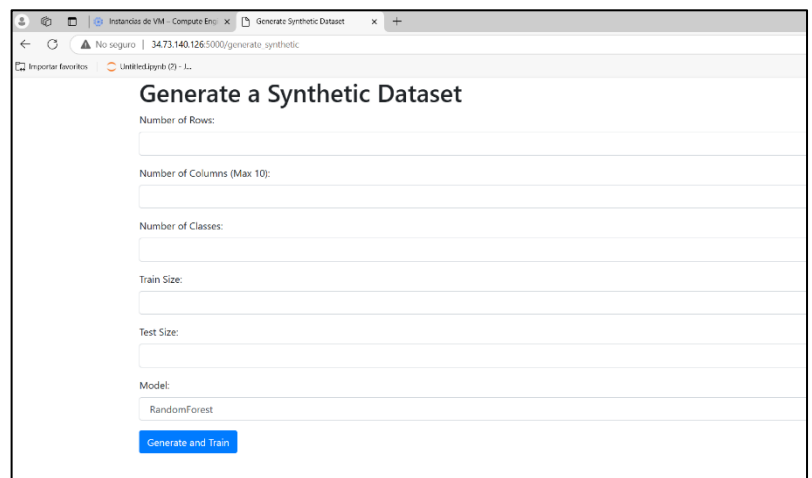 Instancias de VM – Compute Engi
Generate Synthetic Dataset
No seguro | 34.73.140.126:5000/generate_synthetic
Importar favoritos
Untitled.ipynb (2) - J...
Generate a Synthetic Dataset
Number of Rows:
Number of Columns (Max 10):
Number of Classes:
Train Size:
Test Size:
Model:
RandomForest
Generate and Train